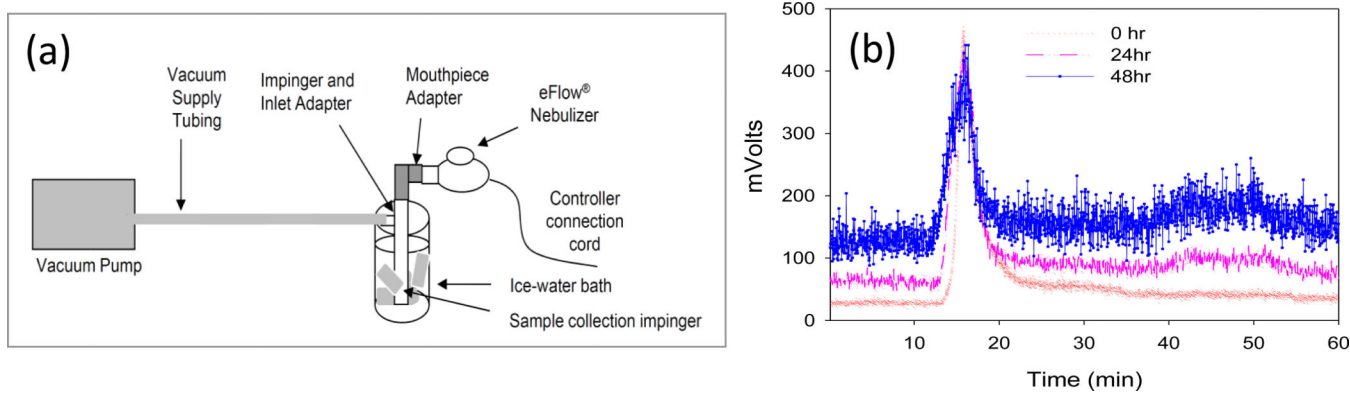 (a)
Vacuum
Supply
Tubing
Impinger and
Inlet Adapter
Mouthpiece
Adapter
eFlow®
Nebulizer
Controller
connection
cord
Vacuum Pump
Ice-water bath
Sample collection impinger
(b)
0 hr
24hr
48hr
mVolts
500
400
300
200
100
0
10
20
30
40
50
60
Time (min)